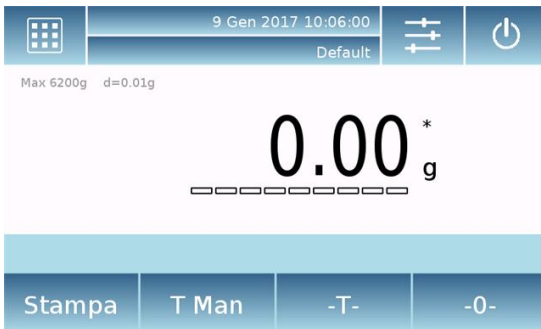 9 Gen 2017 10:06:00
Default
Max 6200g d=0.01g
0.00 *
g
Stampa T Man -T- -0-